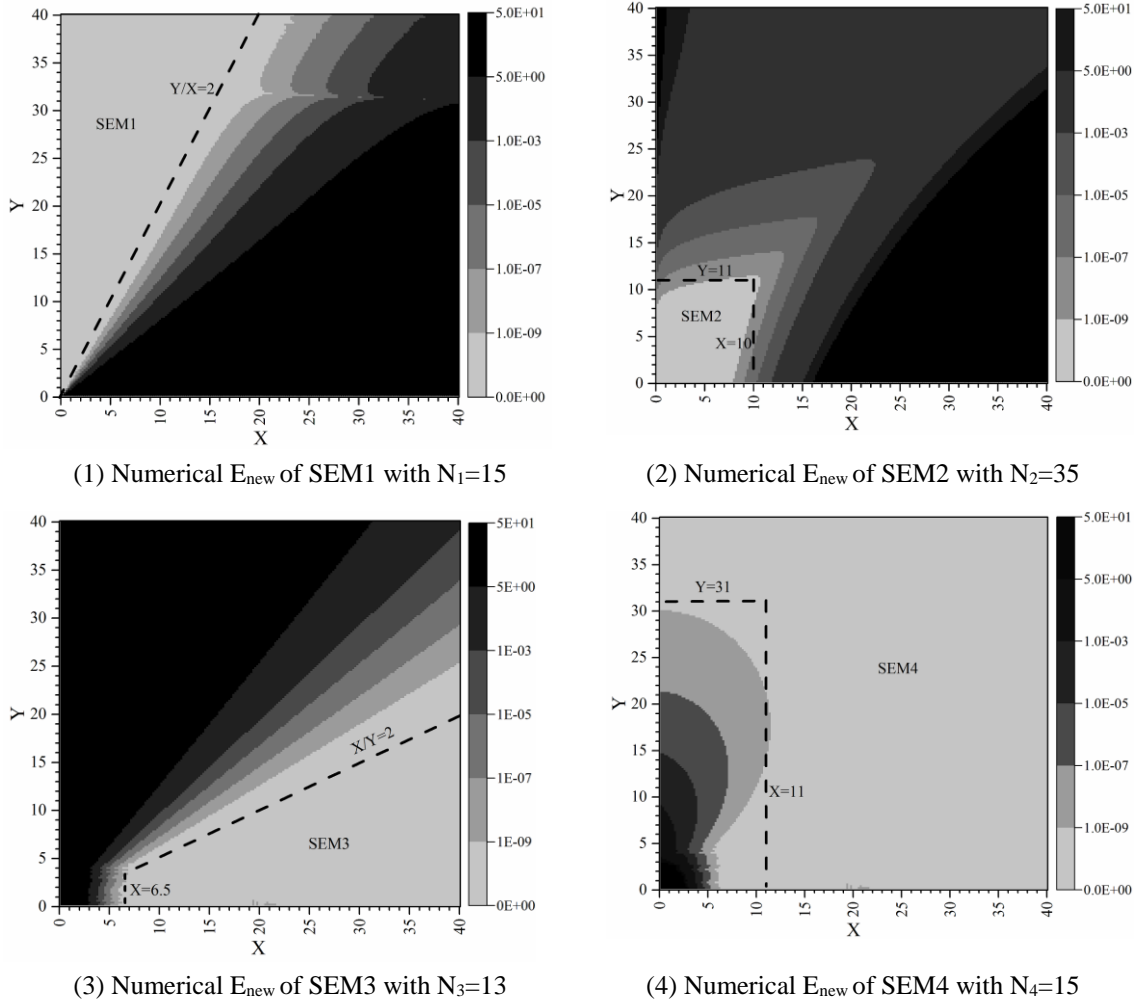 40
35
30
25
20
15
10
5
0
Y
Y/X=2
SEM1
0
5
10
15
20
25
30
35
40
X
5.0E+01
5.0E+00
1.0E-03
1.0E-05
1.0E-07
1.0E-09
0.0E+00
(1) Numerical Enew of SEM1 with N1=15
40
35
30
25
20
15
10
5
0
Y
Y=11
SEM2
X=10
0
5
10
15
20
25
30
35
40
X
5.0E+01
5.0E+00
1.0E-03
1.0E-05
1.0E-07
1.0E-09
0.0E+00
(2) Numerical Enew of SEM2 with N2=35
40
35
30
25
20
15
10
5
0
Y
X/Y=2
SEM3
X=6.5
0
5
10
15
20
25
30
35
40
X
5E+01
5E+00
1E-03
1E-05
1E-07
1E-09
0E+00
(3) Numerical Enew of SEM3 with N3=13
40
35
30
25
20
15
10
5
0
Y
Y=31
SEM4
X=11
0
5
10
15
20
25
30
35
40
X
5.0E+01
5.0E+00
1.0E-03
1.0E-05
1.0E-07
1.0E-09
0.0E+00
(4) Numerical Enew of SEM4 with N4=15